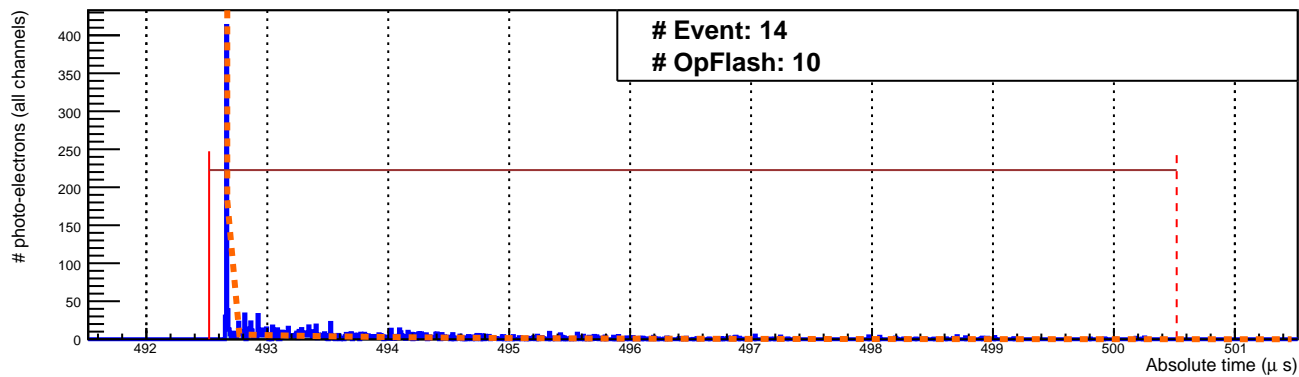 # Event: 14
# OpFlash: 10
# photo-electrons (all channels)
400
350
300
250
200
150
100
50
0
492 493 494 495 496 497 498 499 500 501
Absolute time (μ s)